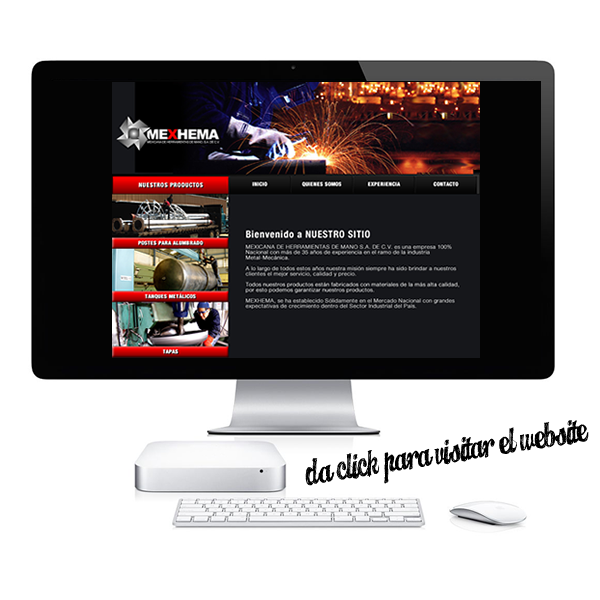 MEXHEMA
MEXICANA DE HERRAMIENTAS DE MANO, S.A. DE C.V.
NUESTROS PRODUCTOS
INICIO
QUIENES SOMOS
EXPERIENCIA
CONTACTO
POSTES PARA ALUMBRADO
TANQUES METÁLICOS
TAPAS
Bienvenido a NUESTRO SITIO
MEXICANA DE HERRAMIENTAS DE MANO S.A. DE C.V. es una empresa 100%
Nacional con más de 35 años de experiencia en el ramo de la Industria
Metal-Mecánica.
A lo largo de todos estos años nuestra misión siempre ha sido brindar a nuestros
clientes el mejor servicio, calidad y precio.
Todos nuestros productos están fabricados con materiales de la más alta calidad,
por esto podemos garantizar nuestros productos.
MEXHEMA, se ha establecido Sólidamente en el Mercado Nacional con grandes
expectativas de crecimiento dentro del Sector Industrial del País.
da click para visitar el website